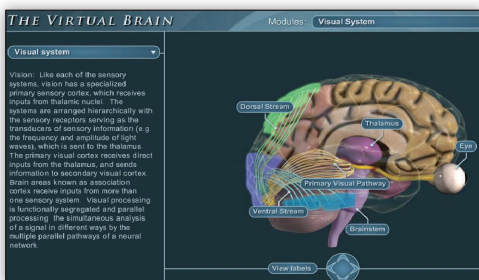 THE VIRTUAL BRAIN
Modules: Visual System
Visual system
Vision: Like each of the sensory
systems, vision has a specialized
primary sensory cortex, which receives
inputs from thalamic nuclei. The
systems are arranged hierarchically with
the sensory receptors serving as the
transducers of sensory information (e.g.
the frequency and amplitude of light
waves), which is sent to the thalamus.
The primary visual cortex receives direct
inputs from the thalamus, and sends
information to secondary visual cortex.
Brain areas known as association
cortex receive inputs from more than
one sensory system. Visual processing
is functionally segregated and parallel
processing the simultaneous analysis
of a signal in different ways by the
multiple parallel pathways of a neural
network.
Dorsal Stream
Thalamus
Eye
Primary Visual Pathway
Ventral Stream
Brainstem
View labels